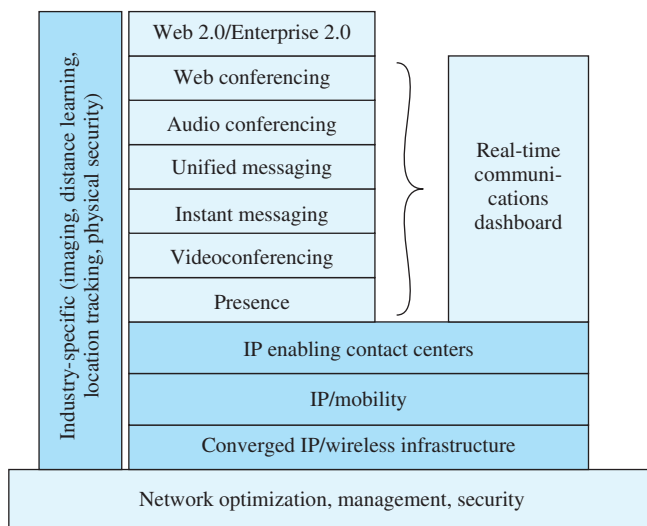 Industry-specific (imaging, distance learning,
location tracking, physical security)
Web 2.0/Enterprise 2.0
Web conferencing
Audio conferencing
Unified messaging
Instant messaging
Videoconferencing
Presence
Real-time
communi-
cations
dashboard
IP enabling contact centers
IP/mobility
Converged IP/wireless infrastructure
Network optimization, management, security